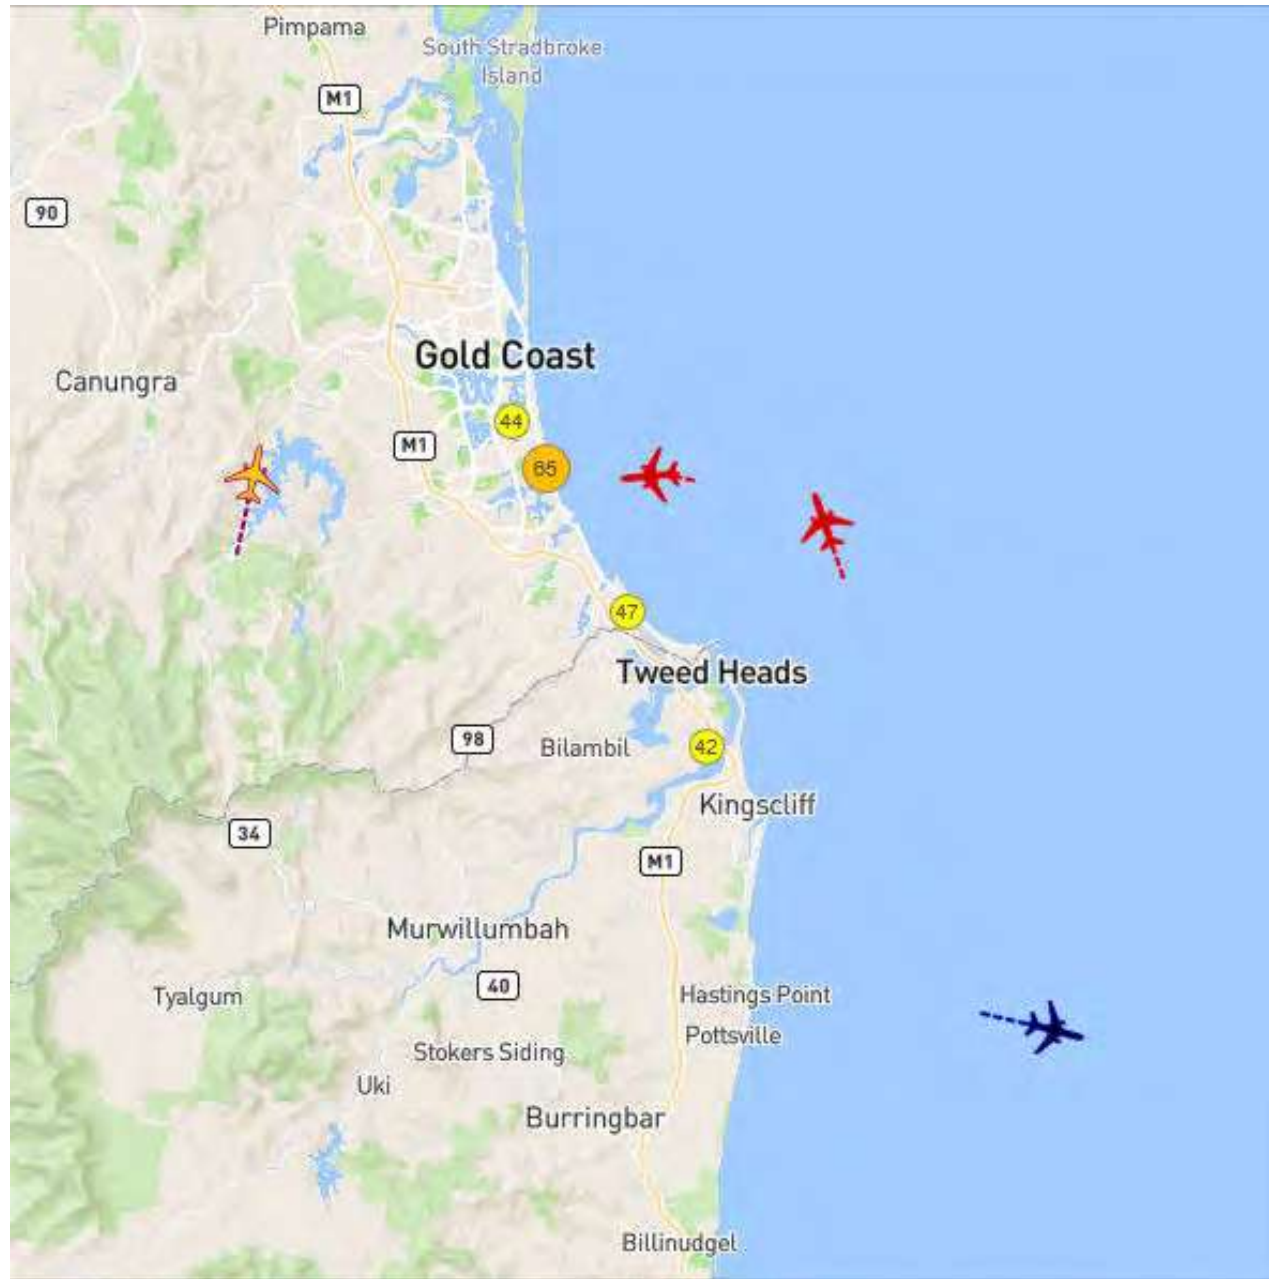 Pimpama
South Stradbroke
Island
M1
90
Gold Coast
Canungra
44
M1
65
47
Tweed Heads
98
Bilambil
42
Kingscliff
34
M1
Murwillumbah
40
Tyalgum
Hastings Point
Pottsville
Stokers Siding
Uki
Burringbar
Billinudgel